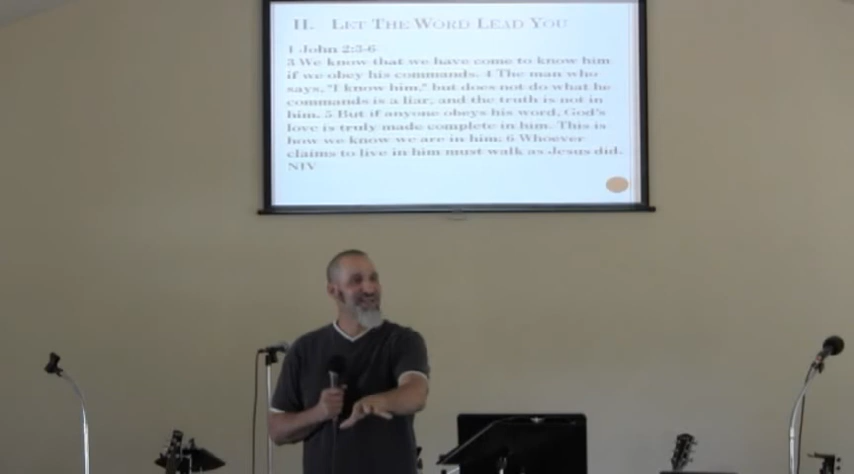 II. LET THE WORD LEAD YOU
1 John 2:3-6
3 We know that we have come to know him
if we obey his commands. 4 The man who
says, "I know him," but does not do what he
commands is a liar, and the truth is not in
him. 5 But if anyone obeys his word, God's
love is truly made complete in him. This is
how we know we are in him: 6 Whoever
claims to live in him must walk as Jesus did.
NIV